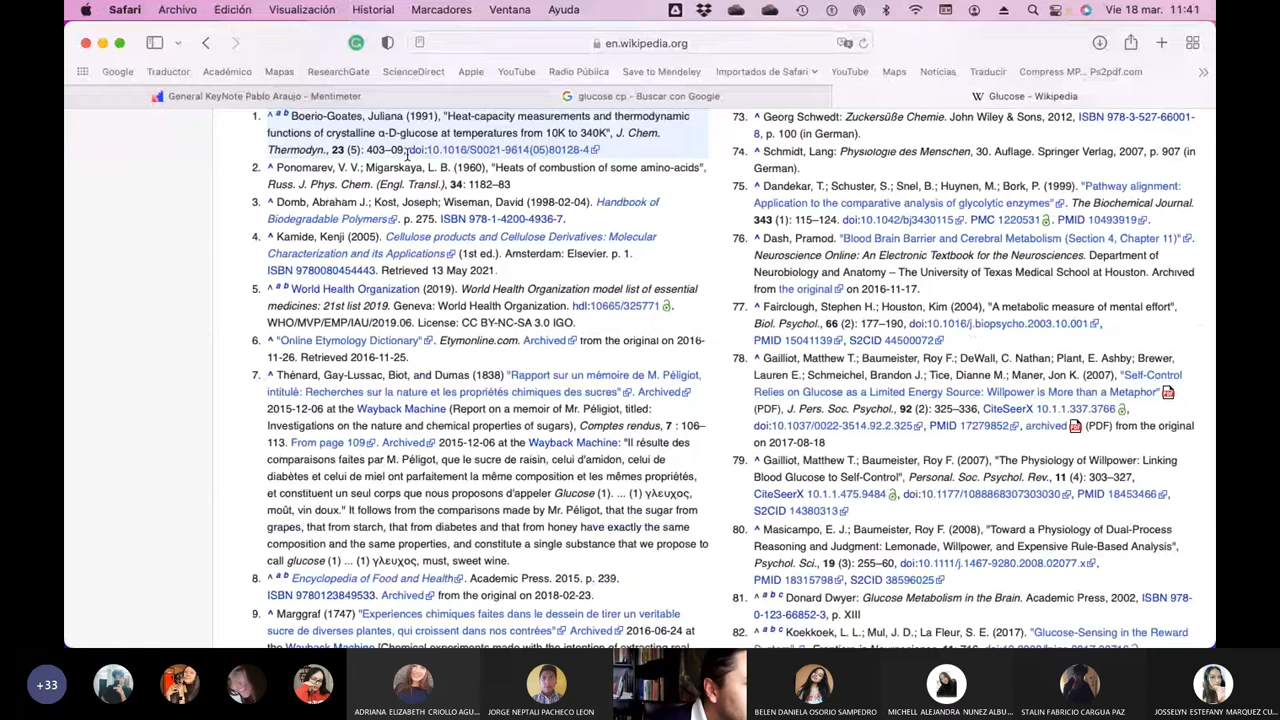 Safari Archivo Edición Visualización Historial Marcadores Ventana Ayuda Vie 18 mar. 11:41
en.wikipedia.org
Google Traductor Académico Mapas ResearchGate ScienceDirect Apple YouTube Radio Pública Save to Mendeley Importados de Safari YouTube Maps Noticias Traducir Compress MP... Ps2pdf.com
General KeyNote Pablo Araujo - Mentimeter glucose cp - Buscar con Google Glucose - Wikipedia
1. ^ a b Boerio-Goates, Juliana (1991), "Heat-capacity measurements and thermodynamic
functions of crystalline α-D-glucose at temperatures from 10K to 340K", J. Chem.
Thermodyn., 23 (5): 403–09, doi:10.1016/S0021-9614(05)80128-4
2. ^ Ponomarev, V. V.; Migarskaya, L. B. (1960), "Heats of combustion of some amino-acids",
Russ. J. Phys. Chem. (Engl. Transl.), 34: 1182–83
3. ^ Domb, Abraham J.; Kost, Joseph; Wiseman, David (1998-02-04). Handbook of
Biodegradable Polymers. p. 275. ISBN 978-1-4200-4936-7.
4. ^ Kamide, Kenji (2005). Cellulose products and Cellulose Derivatives: Molecular
Characterization and its Applications (1st ed.). Amsterdam: Elsevier. p. 1.
ISBN 9780080454443. Retrieved 13 May 2021.
5. ^ a b World Health Organization (2019). World Health Organization model list of essential
medicines: 21st list 2019. Geneva: World Health Organization. hdl:10665/325771.
WHO/MVP/EMP/IAU/2019.06. License: CC BY-NC-SA 3.0 IGO.
6. ^ "Online Etymology Dictionary". Etymonline.com. Archived from the original on 2016-
11-26. Retrieved 2016-11-25.
7. ^ Thénard, Gay-Lussac, Biot, and Dumas (1838) "Rapport sur un mémoire de M. Péligiot,
intitulé: Recherches sur la nature et les propriétés chimiques des sucres". Archived
2015-12-06 at the Wayback Machine (Report on a memoir of Mr. Péligiot, titled:
Investigations on the nature and chemical properties of sugars), Comptes rendus, 7 : 106–
113. From page 109. Archived 2015-12-06 at the Wayback Machine: "Il résulte des
comparaisons faites par M. Péligot, que le sucre de raisin, celui d'amidon, celui de
diabètes et celui de miel ont parfaitement la même composition et les mêmes propriétés,
et constituent un seul corps que nous proposons d'appeler Glucose (1). ... (1) γλευχος,
moût, vin doux." It follows from the comparisons made by Mr. Péligot, that the sugar from
grapes, that from starch, that from diabetes and that from honey have exactly the same
composition and the same properties, and constitute a single substance that we propose to
call glucose (1) ... (1) γλευχος, must, sweet wine.
8. ^ a b Encyclopedia of Food and Health. Academic Press. 2015. p. 239.
ISBN 9780123849533. Archived from the original on 2018-02-23.
9. ^ Marggraf (1747) "Experiences chimiques faites dans le dessein de tirer un veritable
sucre de diverses plantes, qui croissent dans nos contrées" Archived 2016-06-24 at
the Wayback Machine [Chemical experiments made with the intention of extracting real
73. ^ Georg Schwedt: Zuckersüße Chemie. John Wiley & Sons, 2012, ISBN 978-3-527-66001-
8, p. 100 (in German).
74. ^ Schmidt, Lang: Physiologie des Menschen, 30. Auflage. Springer Verlag, 2007, p. 907 (in
German).
75. ^ Dandekar, T.; Schuster, S.; Snel, B.; Huynen, M.; Bork, P. (1999). "Pathway alignment:
Application to the comparative analysis of glycolytic enzymes". The Biochemical Journal.
343 (1): 115–124. doi:10.1042/bj3430115. PMC 1220531. PMID 10493919.
76. ^ Dash, Pramod. "Blood Brain Barrier and Cerebral Metabolism (Section 4, Chapter 11)".
Neuroscience Online: An Electronic Textbook for the Neurosciences. Department of
Neurobiology and Anatomy – The University of Texas Medical School at Houston. Archived
from the original on 2016-11-17.
77. ^ Fairclough, Stephen H.; Houston, Kim (2004), "A metabolic measure of mental effort",
Biol. Psychol., 66 (2): 177–190, doi:10.1016/j.biopsycho.2003.10.001,
PMID 15041139, S2CID 44500072
78. ^ Gailliot, Matthew T.; Baumeister, Roy F.; DeWall, C. Nathan; Plant, E. Ashby; Brewer,
Lauren E.; Schmeichel, Brandon J.; Tice, Dianne M.; Maner, Jon K. (2007), "Self-Control
Relies on Glucose as a Limited Energy Source: Willpower is More than a Metaphor"
(PDF), J. Pers. Soc. Psychol., 92 (2): 325–336, CiteSeerX 10.1.1.337.3766,
doi:10.1037/0022-3514.92.2.325, PMID 17279852, archived (PDF) from the original
on 2017-08-18
79. ^ Gailliot, Matthew T.; Baumeister, Roy F. (2007), "The Physiology of Willpower: Linking
Blood Glucose to Self-Control", Personal. Soc. Psychol. Rev., 11 (4): 303–327,
CiteSeerX 10.1.1.475.9484, doi:10.1177/1088868307303030, PMID 18453466,
S2CID 14380313
80. ^ Masicampo, E. J.; Baumeister, Roy F. (2008), "Toward a Physiology of Dual-Process
Reasoning and Judgment: Lemonade, Willpower, and Expensive Rule-Based Analysis",
Psychol. Sci., 19 (3): 255–60, doi:10.1111/j.1467-9280.2008.02077.x,
PMID 18315798, S2CID 38596025
81. ^ a b c Donard Dwyer: Glucose Metabolism in the Brain. Academic Press, 2002, ISBN 978-
0-123-66852-3, p. XIII
82. ^ a b c Koekkoek, L. L.; Mul, J. D.; La Fleur, S. E. (2017). "Glucose-Sensing in the Reward
+33
ADRIANA ELIZABETH CRIOLLO AGU... JORGE NEPTALI PACHECO LEON BELEN DANIELA OSORIO SAMPEDRO MICHELL ALEJANDRA NUNEZ ALBU... STALIN FABRICIO CARGUA PAZ JOSSELYN ESTEFANY MARQUEZ CU...